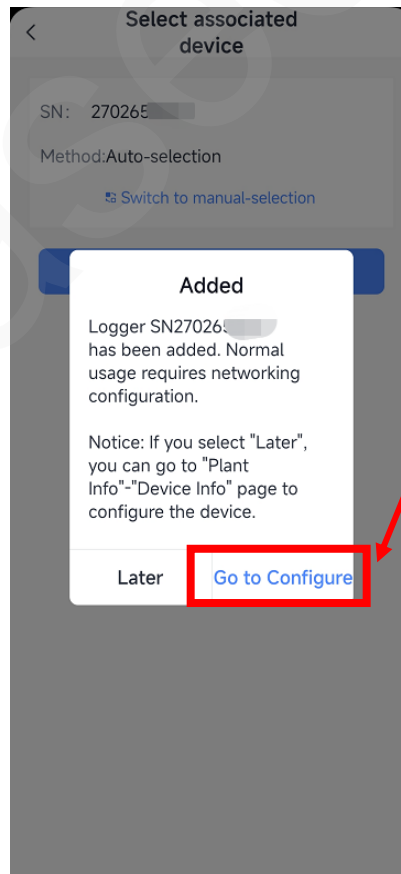 Select associated
device
SN: 270265
Method:Auto-selection
Switch to manual-selection
Added
Logger SN27026
has been added. Normal
usage requires networking
configuration.
Notice: If you select "Later",
you can go to "Plant
Info"-"Device Info" page to
configure the device.
Later
Go to Configure